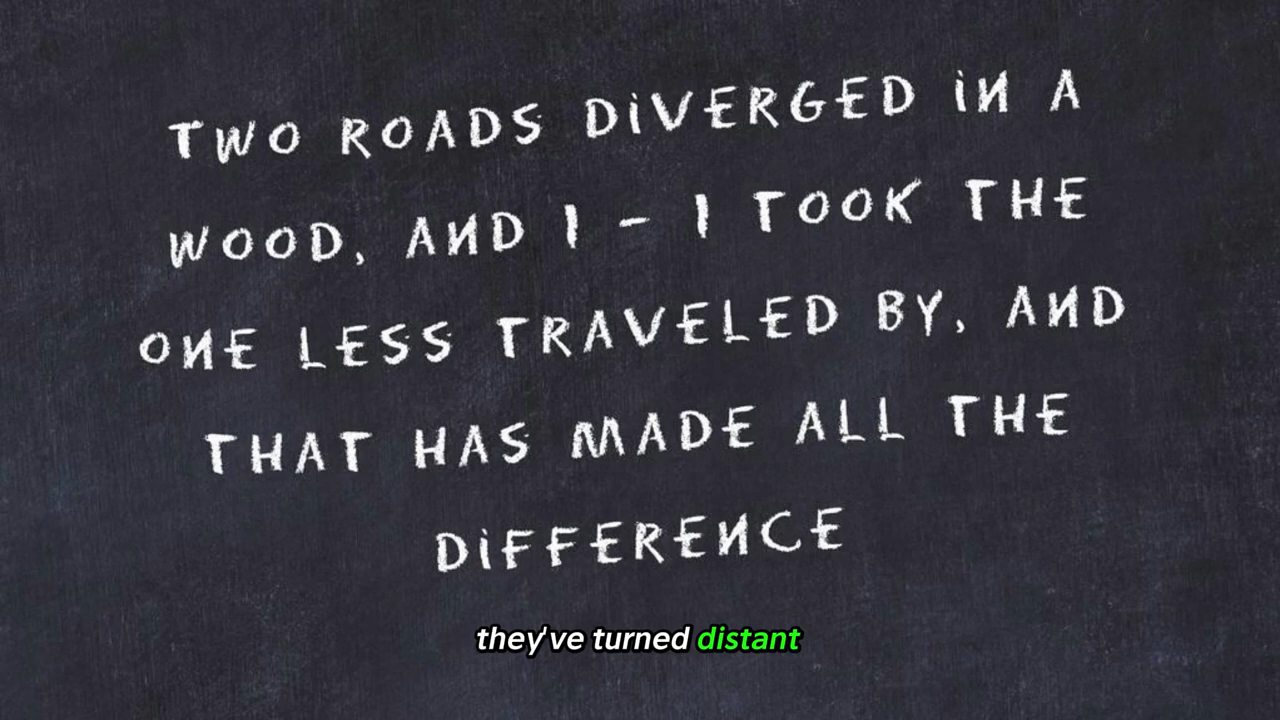 TWO ROADS DIVERGED IN A
WOOD, AND I - I TOOK THE
ONE LESS TRAVELED BY, AND
THAT HAS MADE ALL THE
DIFFERENCE
they've turned distant